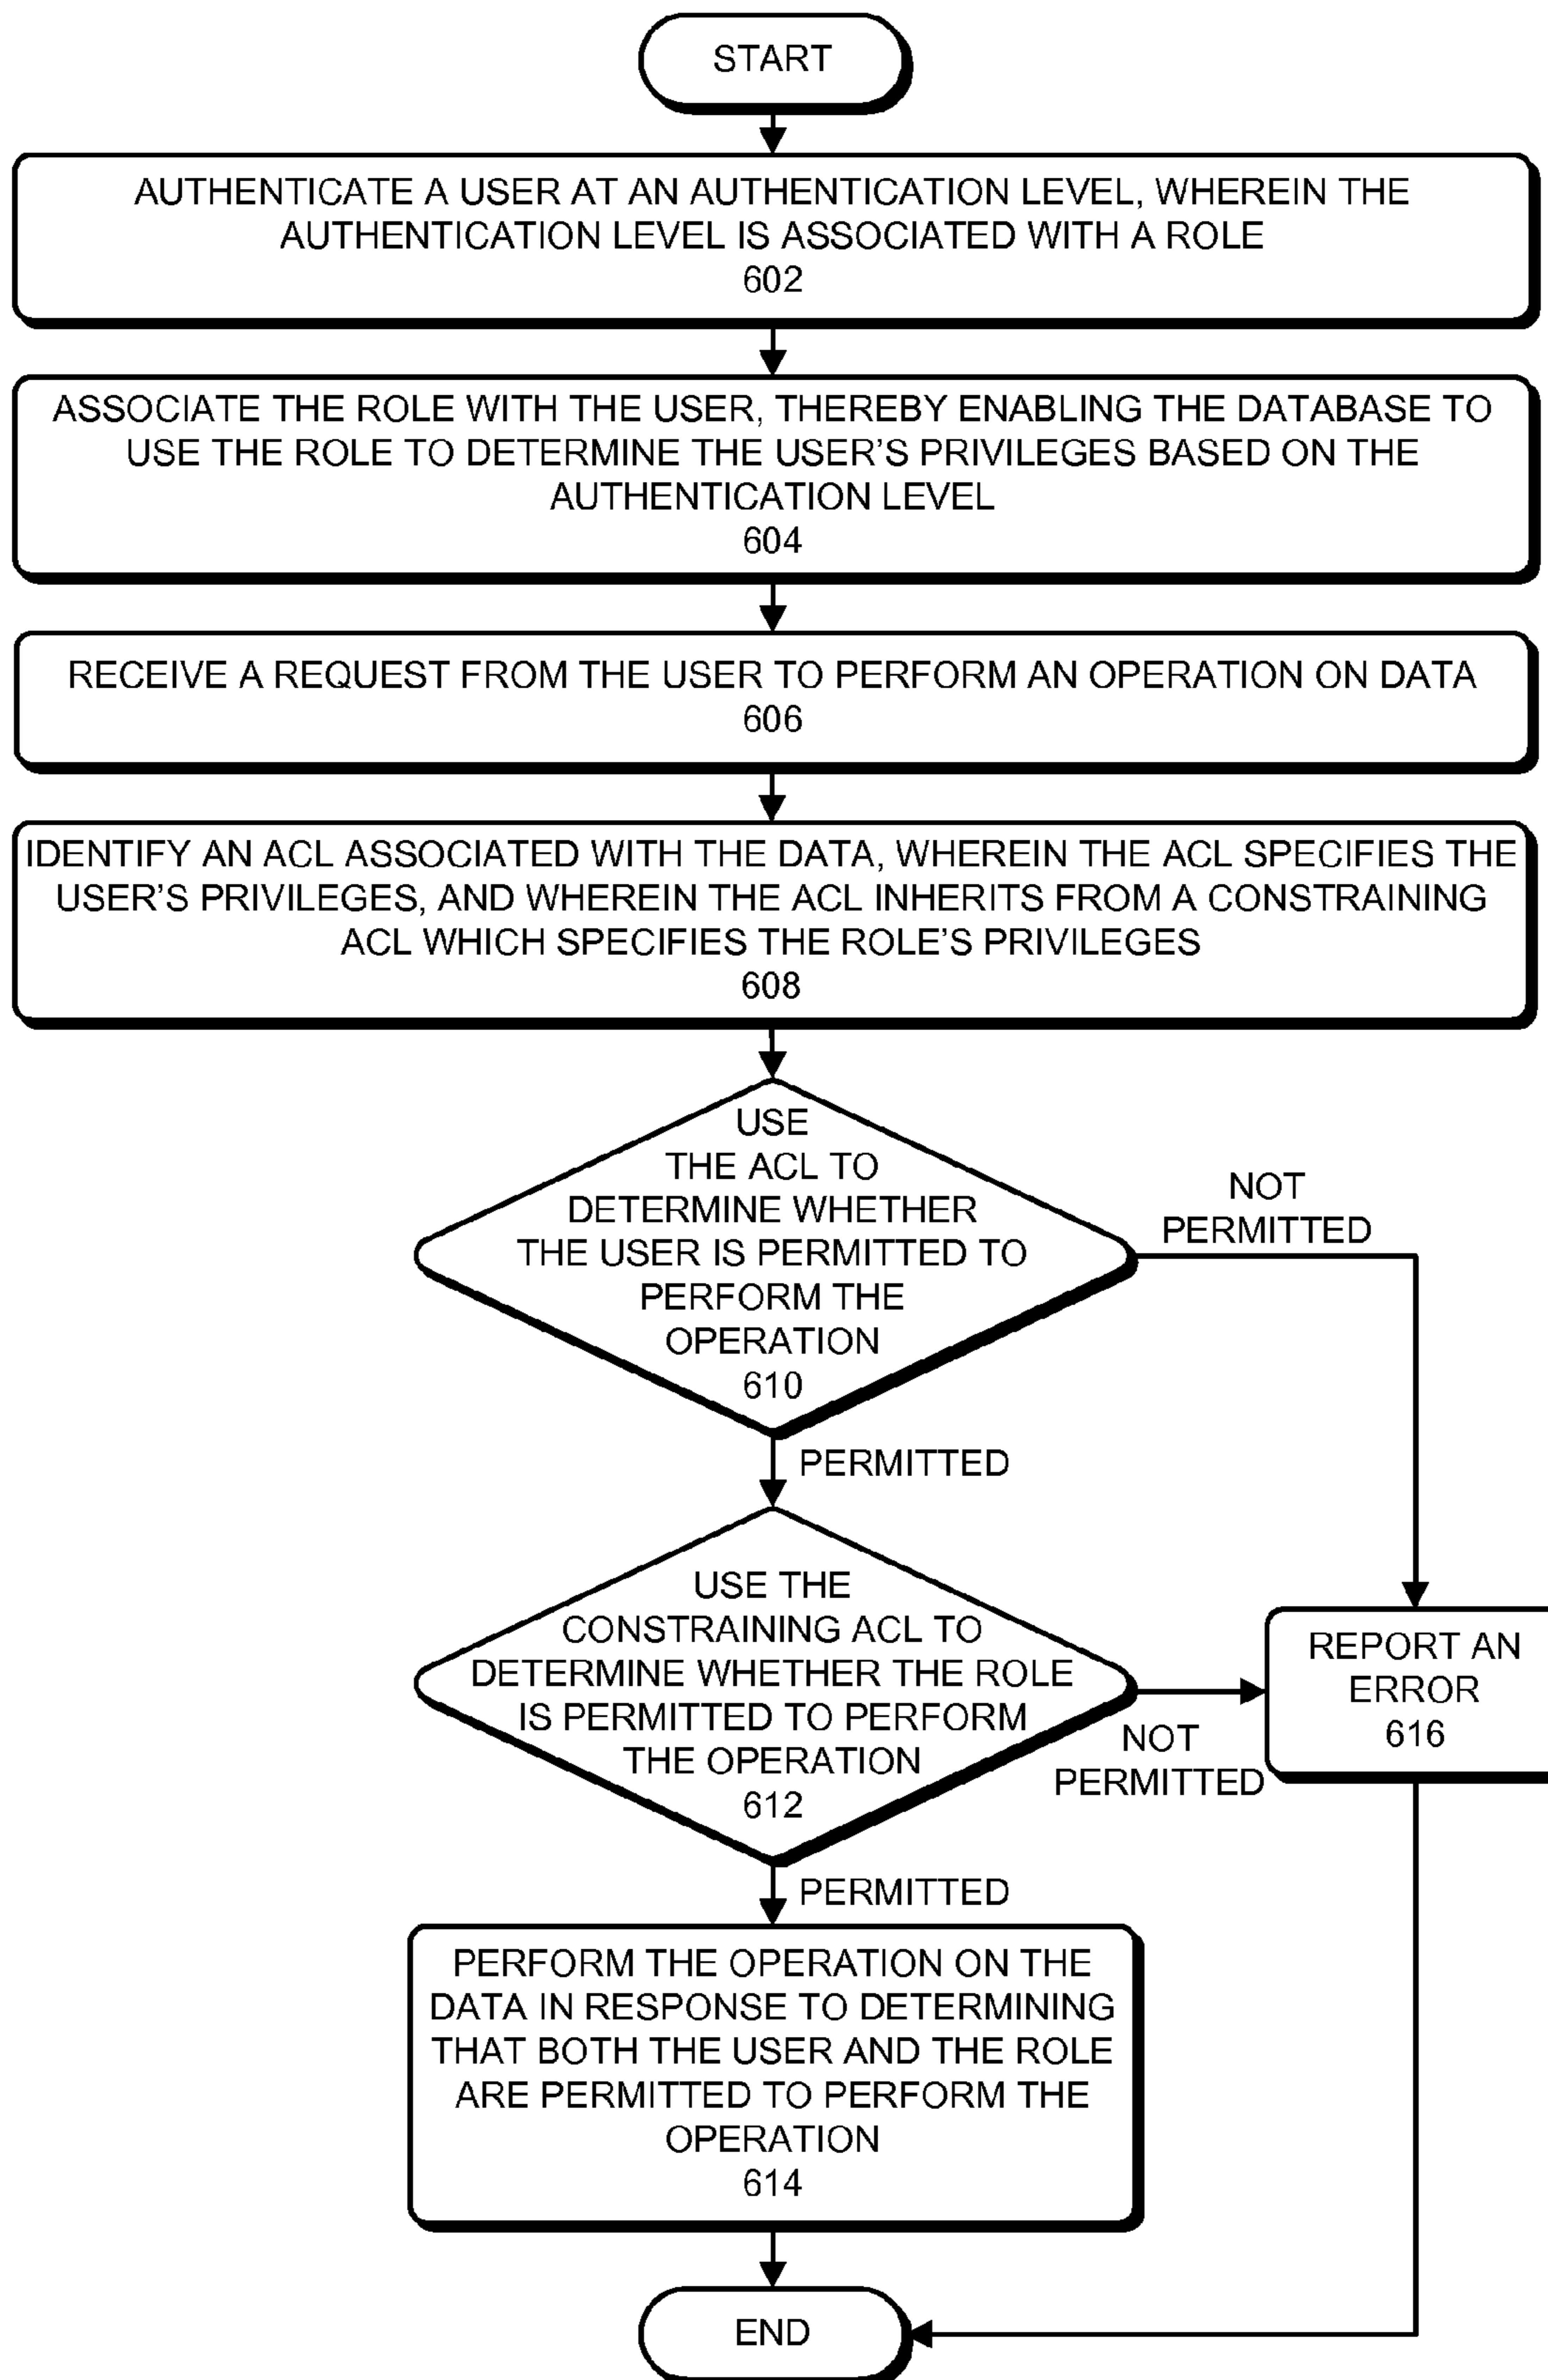 START
AUTHENTICATE A USER AT AN AUTHENTICATION LEVEL, WHEREIN THE
AUTHENTICATION LEVEL IS ASSOCIATED WITH A ROLE
602
ASSOCIATE THE ROLE WITH THE USER, THEREBY ENABLING THE DATABASE TO
USE THE ROLE TO DETERMINE THE USER'S PRIVILEGES BASED ON THE
AUTHENTICATION LEVEL
604
RECEIVE A REQUEST FROM THE USER TO PERFORM AN OPERATION ON DATA
606
IDENTIFY AN ACL ASSOCIATED WITH THE DATA, WHEREIN THE ACL SPECIFIES THE
USER'S PRIVILEGES, AND WHEREIN THE ACL INHERITS FROM A CONSTRAINING
ACL WHICH SPECIFIES THE ROLE'S PRIVILEGES
608
USE
THE ACL TO
DETERMINE WHETHER
THE USER IS PERMITTED TO
PERFORM THE
OPERATION
610
NOT
PERMITTED
PERMITTED
USE THE
CONSTRAINING ACL TO
DETERMINE WHETHER THE ROLE
IS PERMITTED TO PERFORM
THE OPERATION
612
NOT
PERMITTED
REPORT AN
ERROR
616
PERMITTED
PERFORM THE OPERATION ON THE
DATA IN RESPONSE TO DETERMINING
THAT BOTH THE USER AND THE ROLE
ARE PERMITTED TO PERFORM THE
OPERATION
614
END